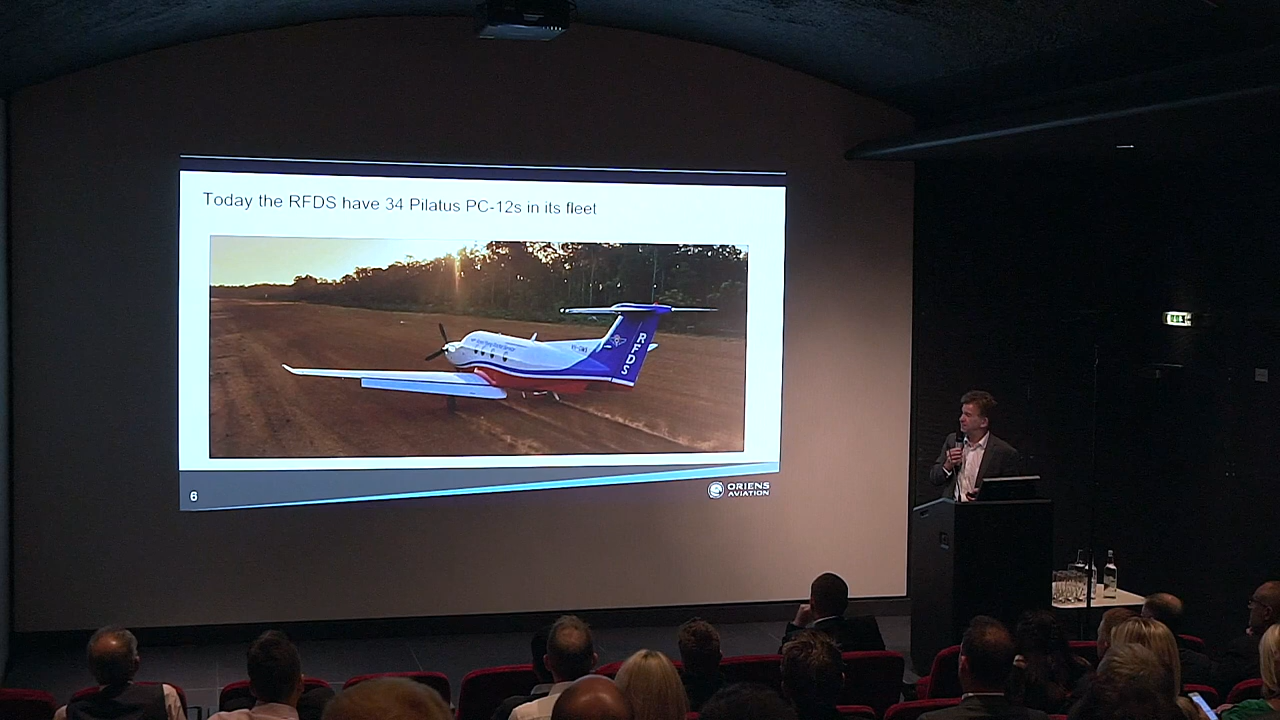 Today the RFDS have 34 Pilatus PC-12s in its fleet
RFDS
6
ORIENS
AVIATION